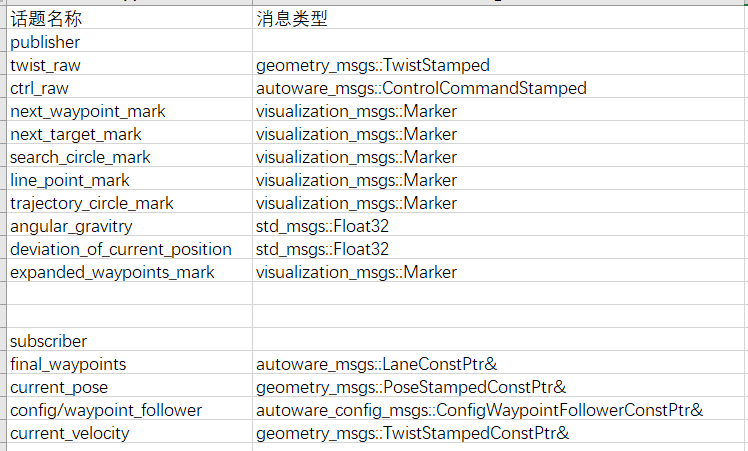 话题名称 消息类型
publisher
twist_raw geometry_msgs::TwistStamped
ctrl_raw autoware_msgs::ControlCommandStamped
next_waypoint_mark visualization_msgs::Marker
next_target_mark visualization_msgs::Marker
search_circle_mark visualization_msgs::Marker
line_point_mark visualization_msgs::Marker
trajectory_circle_mark visualization_msgs::Marker
angular_gravitry std_msgs::Float32
deviation_of_current_position std_msgs::Float32
expanded_waypoints_mark visualization_msgs::Marker
subscriber
final_waypoints autoware_msgs::LaneConstPtr&
current_pose geometry_msgs::PoseStampedConstPtr&
config/waypoint_follower autoware_config_msgs::ConfigWaypointFollowerConstPtr&
current_velocity geometry_msgs::TwistStampedConstPtr&